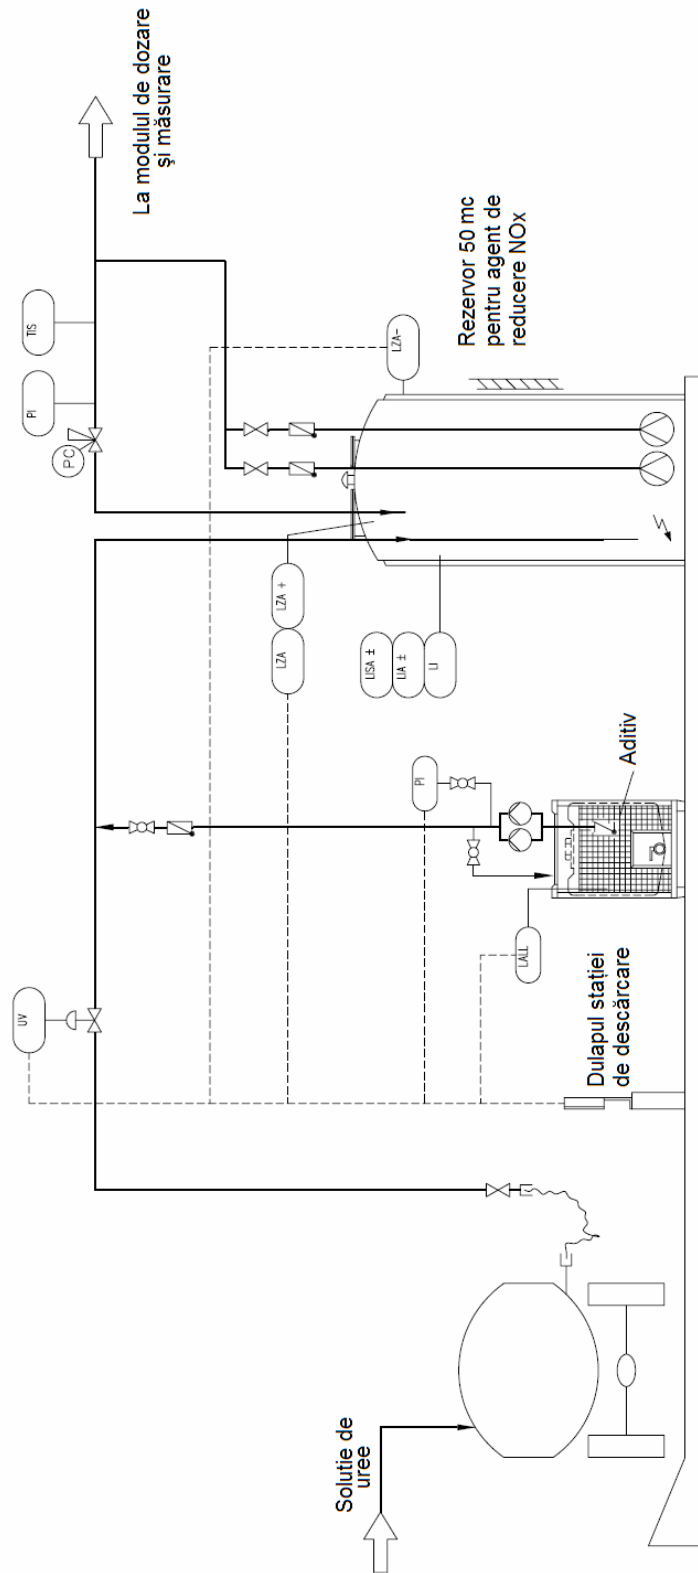 Soluție de
uree
UV
Dulapul stației
de descărcare
LALL
PI
Aditiv
LZA
LZA +
LISA ±
LIA ±
LI
PC
PI
TIS
LZA−
Rezervor 50 mc
pentru agent de
reducere NOx
La modulul de dozare
și măsurare